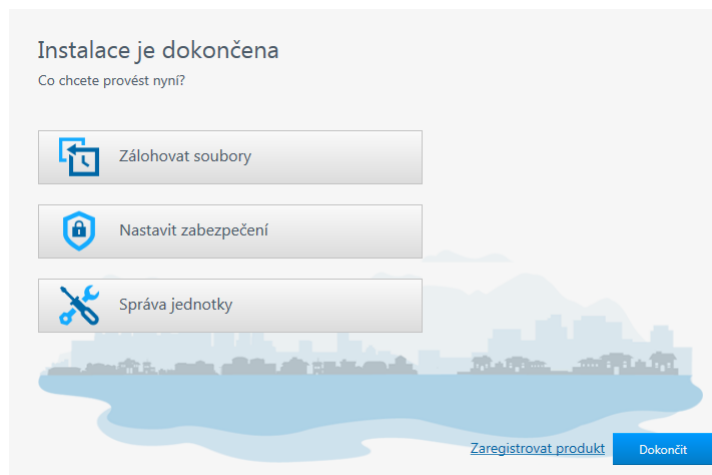 Instalace je dokončena
Co chcete provést nyní?
Zálohovat soubory
Nastavit zabezpečení
Správa jednotky
Zaregistrovat produkt
Dokončit